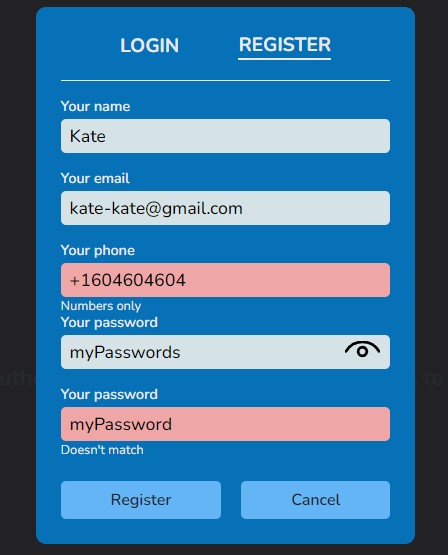 LOGIN REGISTER
Your name
Kate
Your email
kate-kate@gmail.com
Your phone
+1604604604
Numbers only
Your password
myPasswords
Your password
myPassword
Doesn't match
Register Cancel